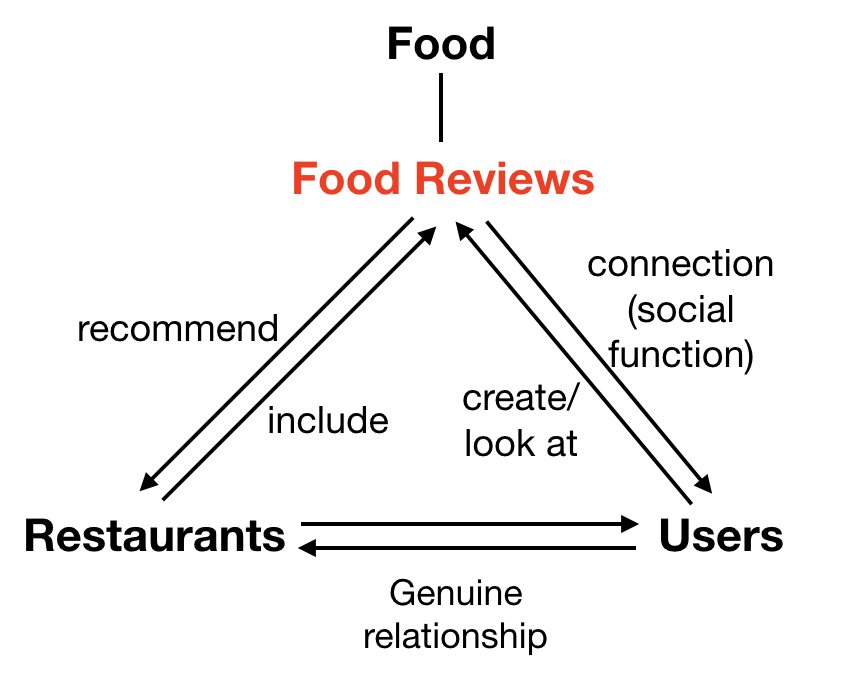 Food
Food Reviews
connection
(social
function)
recommend
create/
look at
include
Restaurants
Users
Genuine
relationship